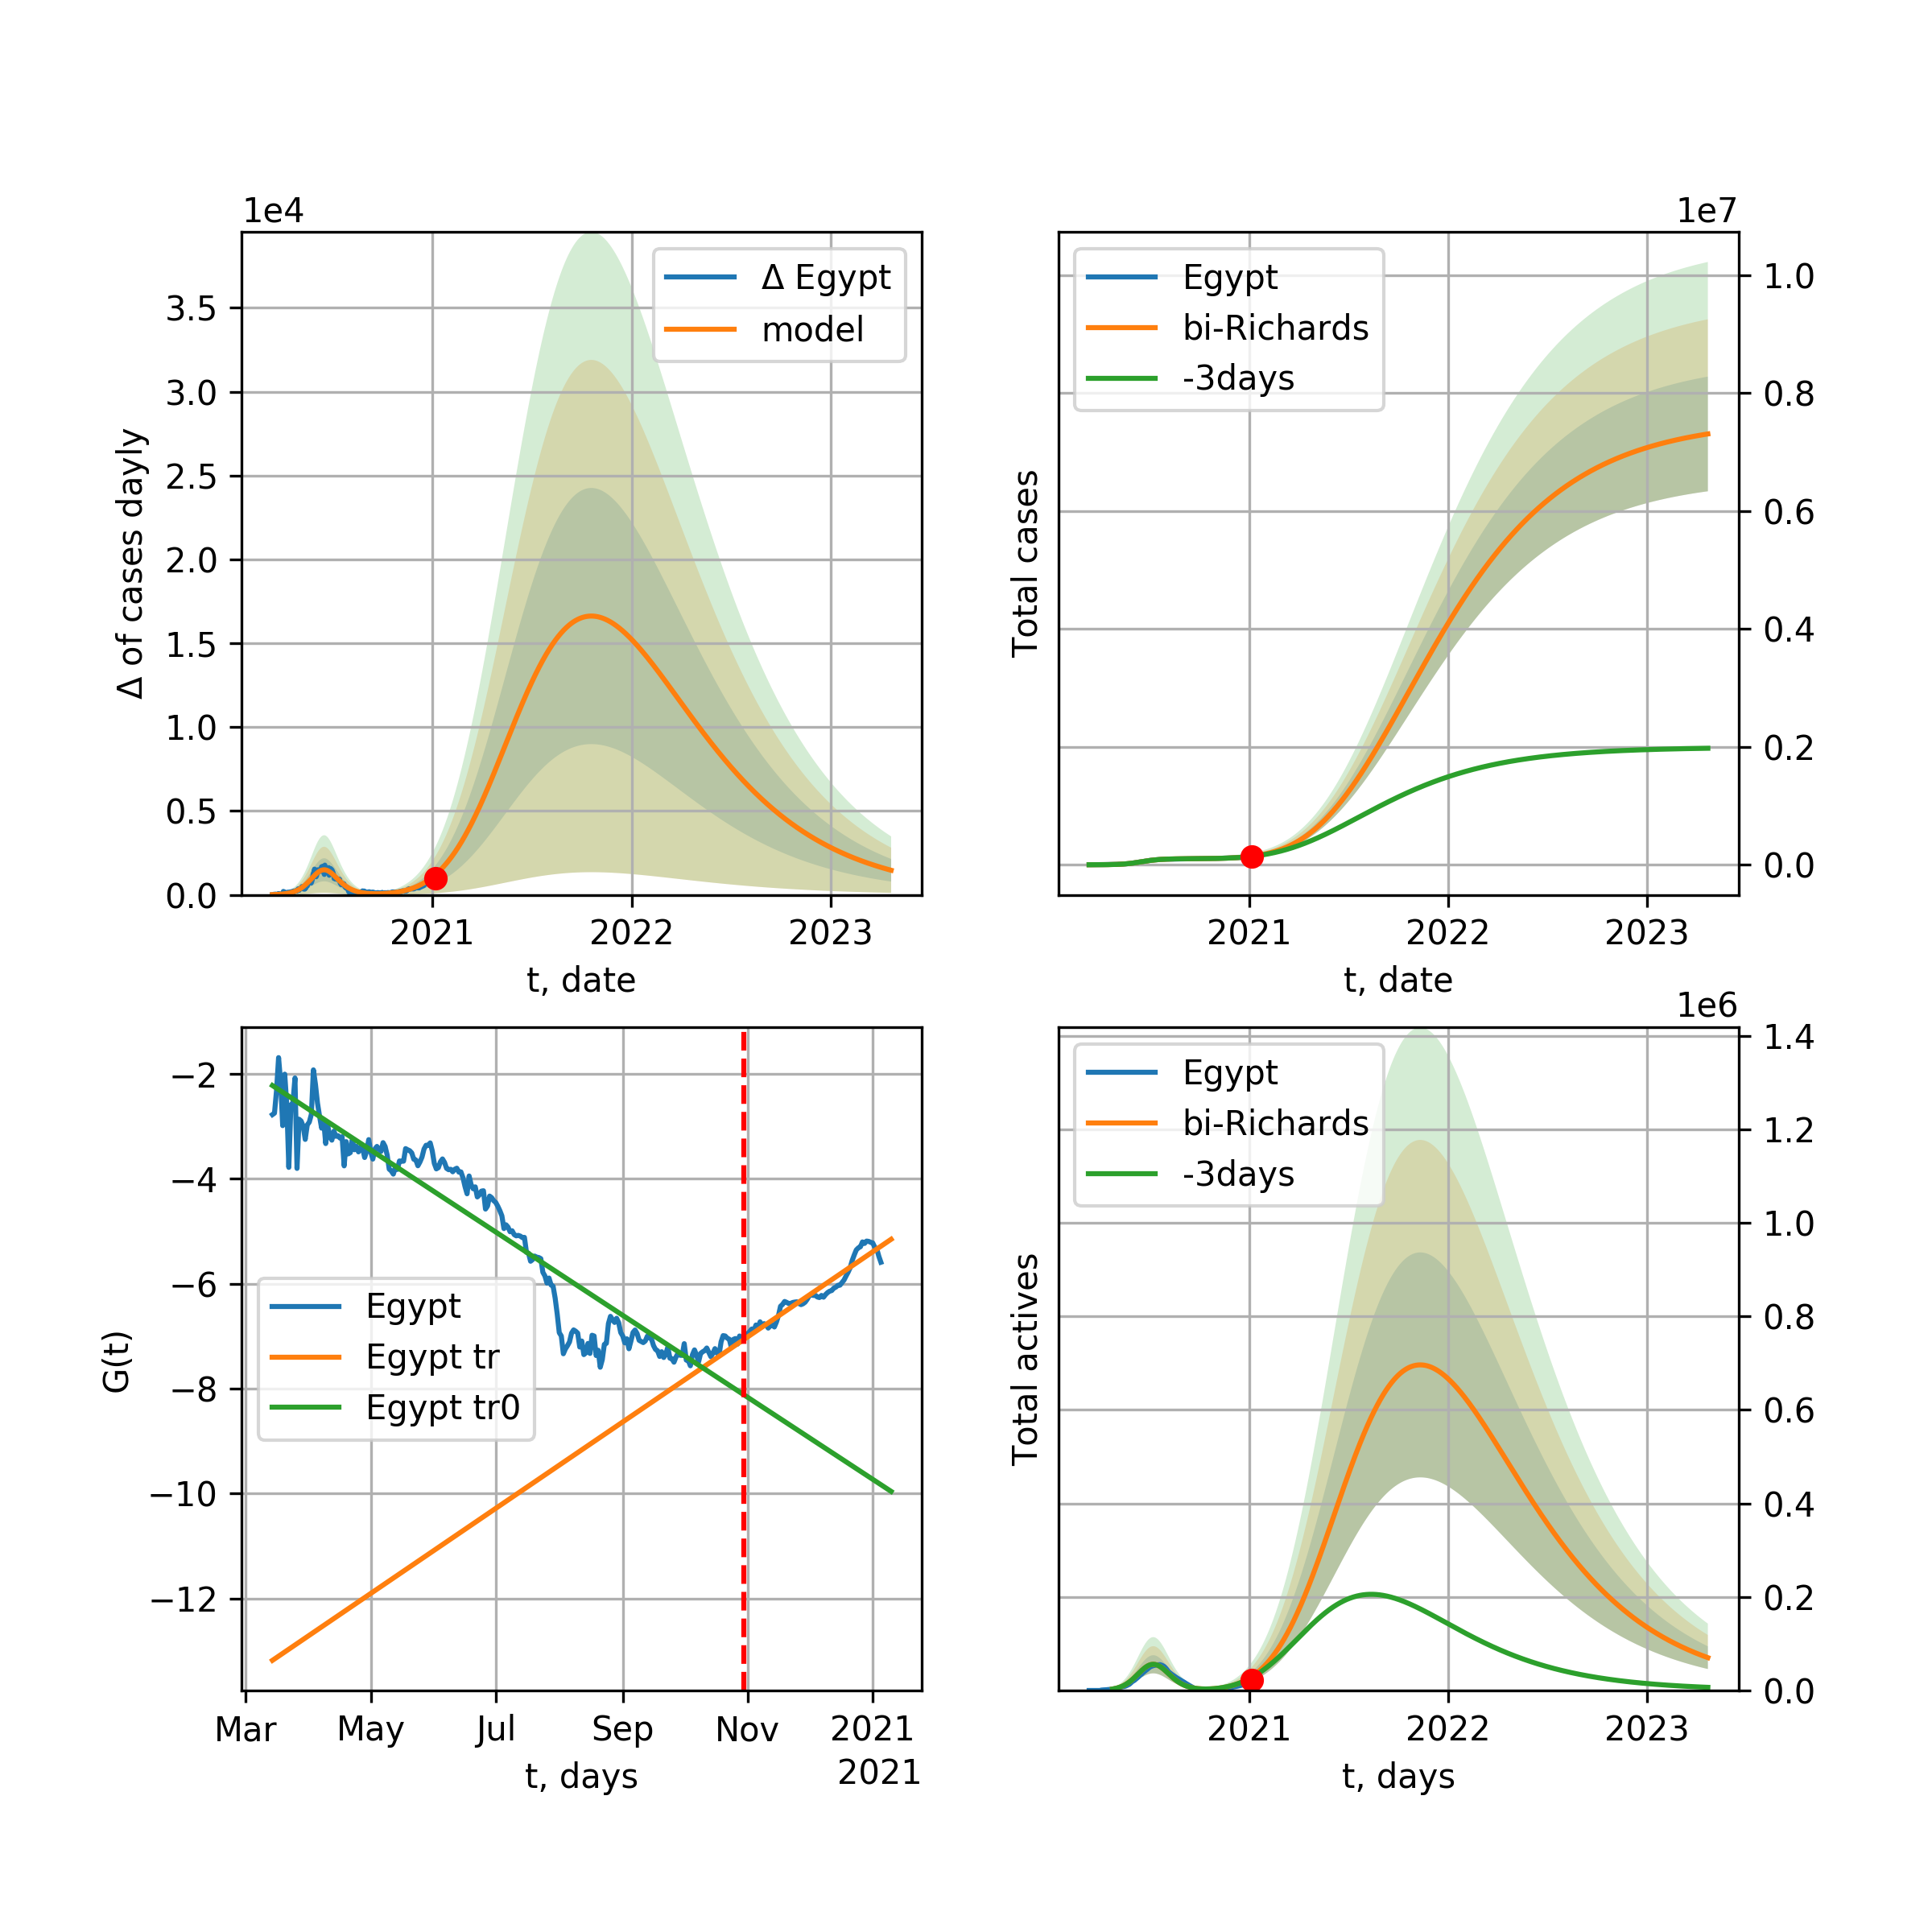 1e4
Δ of cases dayly
3.5
3.0
2.5
2.0
1.5
1.0
0.5
0.0
Δ Egypt
model
2021 2022 2023
t, date
1e7
Total cases
Egypt
bi-Richards
-3days
1.0
0.8
0.6
0.4
0.2
0.0
2021 2022 2023
t, date
G(t)
−2
−4
−6
−8
−10
−12
Egypt
Egypt tr
Egypt tr0
Mar May Jul Sep Nov 2021
t, days 2021
1e6
Total actives
Egypt
bi-Richards
-3days
1.4
1.2
1.0
0.8
0.6
0.4
0.2
0.0
2021 2022 2023
t, days